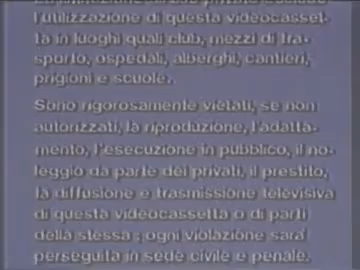 l'utilizzazione di questa videocasset-
ta in luoghi quali club, mezzi di tra-
sporto, ospedali, alberghi, cantieri,
prigioni e scuole.
Sono rigorosamente vietati, se non
autorizzati, la riproduzione, l'adatta-
mento, l'esecuzione in pubblico, il no-
leggio da parte dei privati, il prestito,
la diffusione e trasmissione televisiva
di questa videocassetta o di parti
della stessa; ogni violazione sarà
perseguita in sede civile e penale.